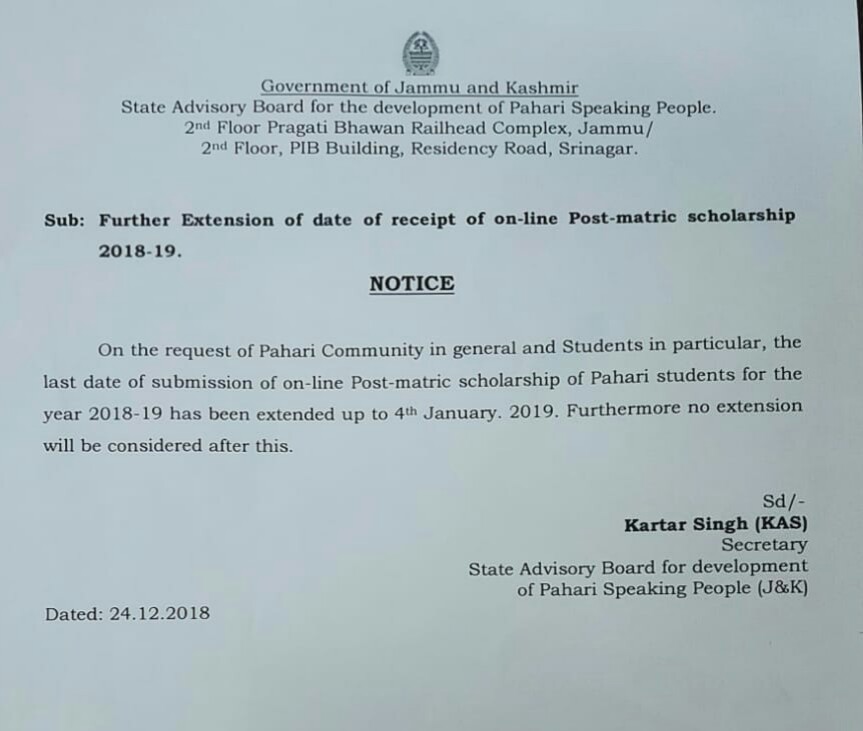 Government of Jammu and Kashmir
State Advisory Board for the development of Pahari Speaking People.
2nd Floor Pragati Bhawan Railhead Complex, Jammu/
2nd Floor, PIB Building, Residency Road, Srinagar.
Sub: Further Extension of date of receipt of on-line Post-matric scholarship
2018-19.
NOTICE
On the request of Pahari Community in general and Students in particular, the
last date of submission of on-line Post-matric scholarship of Pahari students for the
year 2018-19 has been extended up to 4th January. 2019. Furthermore no extension
will be considered after this.
Sd/-
Kartar Singh (KAS)
Secretary
State Advisory Board for development
of Pahari Speaking People (J&K)
Dated: 24.12.2018